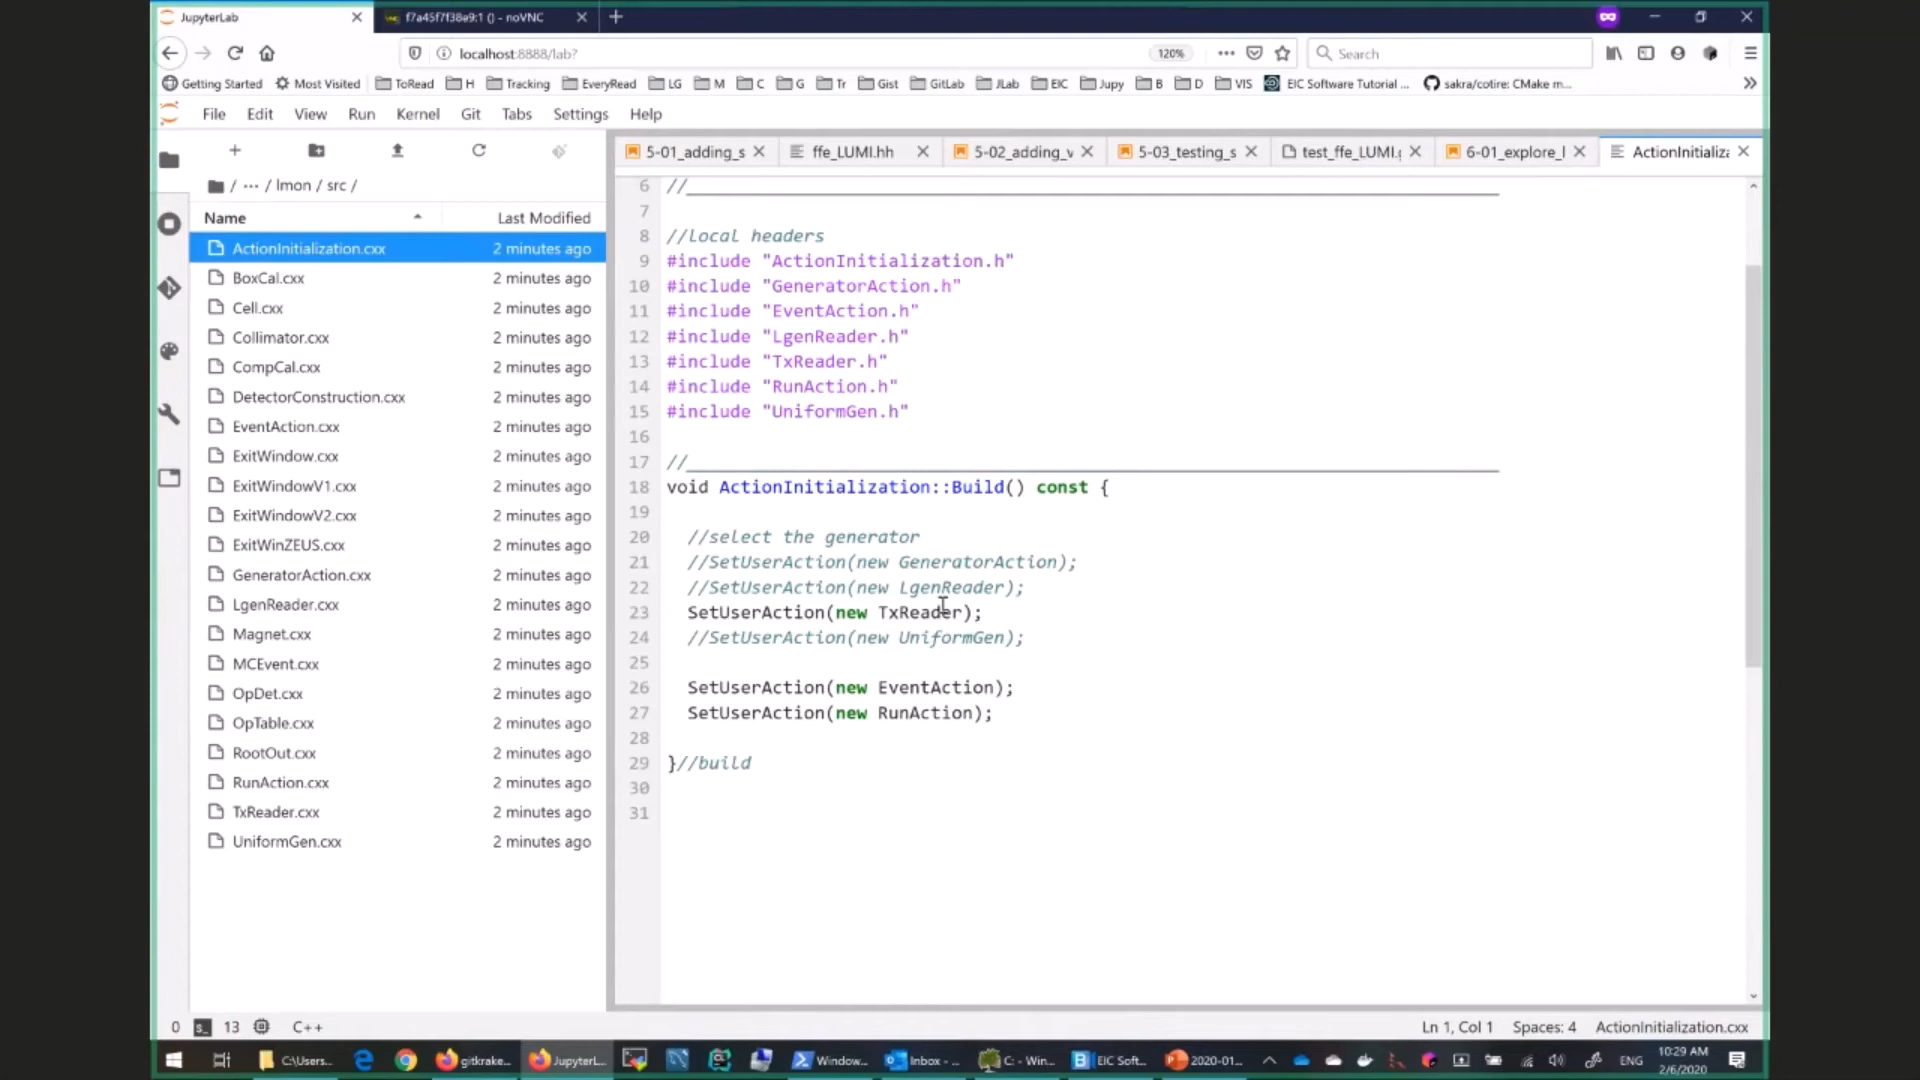 JupyterLab
f7a45f7f38e9:1 () - noVNC
localhost:8888/lab?
120%
Search
Getting Started
Most Visited
ToRead
H
Tracking
EveryRead
LG
M
C
G
Tr
Gist
GitLab
JLab
EIC
Jupy
B
D
VIS
EIC Software Tutorial ...
sakra/cotire: CMake m...
File Edit View Run Kernel Git Tabs Settings Help
5-01_adding_s
ffe_LUMI.hh
5-02_adding_v
5-03_testing_s
test_ffe_LUMI.
6-01_explore_l
ActionInitializa
/ ... / lmon / src /
Name Last Modified
ActionInitialization.cxx 2 minutes ago
BoxCal.cxx 2 minutes ago
Cell.cxx 2 minutes ago
Collimator.cxx 2 minutes ago
CompCal.cxx 2 minutes ago
DetectorConstruction.cxx 2 minutes ago
EventAction.cxx 2 minutes ago
ExitWindow.cxx 2 minutes ago
ExitWindowV1.cxx 2 minutes ago
ExitWindowV2.cxx 2 minutes ago
ExitWinZEUS.cxx 2 minutes ago
GeneratorAction.cxx 2 minutes ago
LgenReader.cxx 2 minutes ago
Magnet.cxx 2 minutes ago
MCEvent.cxx 2 minutes ago
OpDet.cxx 2 minutes ago
OpTable.cxx 2 minutes ago
RootOut.cxx 2 minutes ago
RunAction.cxx 2 minutes ago
TxReader.cxx 2 minutes ago
UniformGen.cxx 2 minutes ago
6 //_____________________________________________________________________________
7
8 //local headers
9 #include "ActionInitialization.h"
10 #include "GeneratorAction.h"
11 #include "EventAction.h"
12 #include "LgenReader.h"
13 #include "TxReader.h"
14 #include "RunAction.h"
15 #include "UniformGen.h"
16
17 //_____________________________________________________________________________
18 void ActionInitialization::Build() const {
19
20 //select the generator
21 //SetUserAction(new GeneratorAction);
22 //SetUserAction(new LgenReader);
23 SetUserAction(new TxReader);
24 //SetUserAction(new UniformGen);
25
26 SetUserAction(new EventAction);
27 SetUserAction(new RunAction);
28
29 }//build
30
31
0 13 C++
Ln 1, Col 1 Spaces: 4 ActionInitialization.cxx
C:\Users...
gitkrake...
JupyterL...
Window...
Inbox - ...
C: - Win...
EIC Soft...
2020-01...
ENG
10:29 AM
2/6/2020